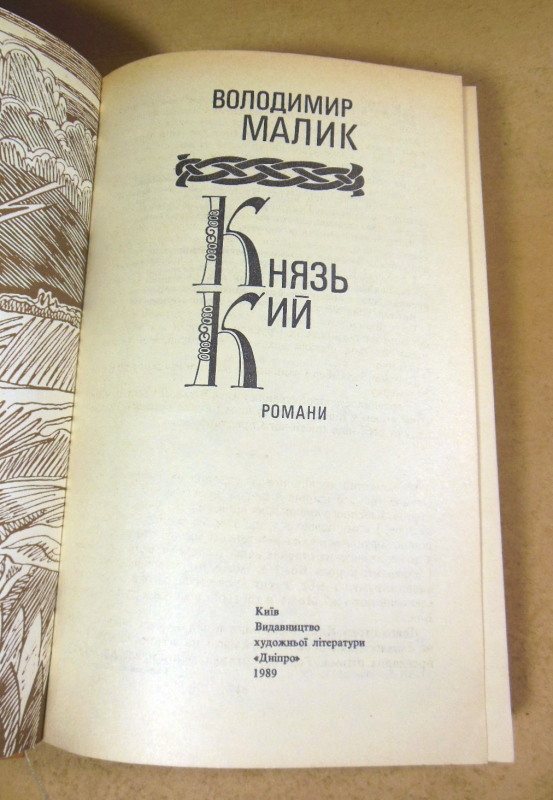 ВОЛОДИМИР
МАЛИК
КНЯЗЬ
КИЙ
РОМАНИ
Київ
Видавництво
художньої літератури
«Дніпро»
1989